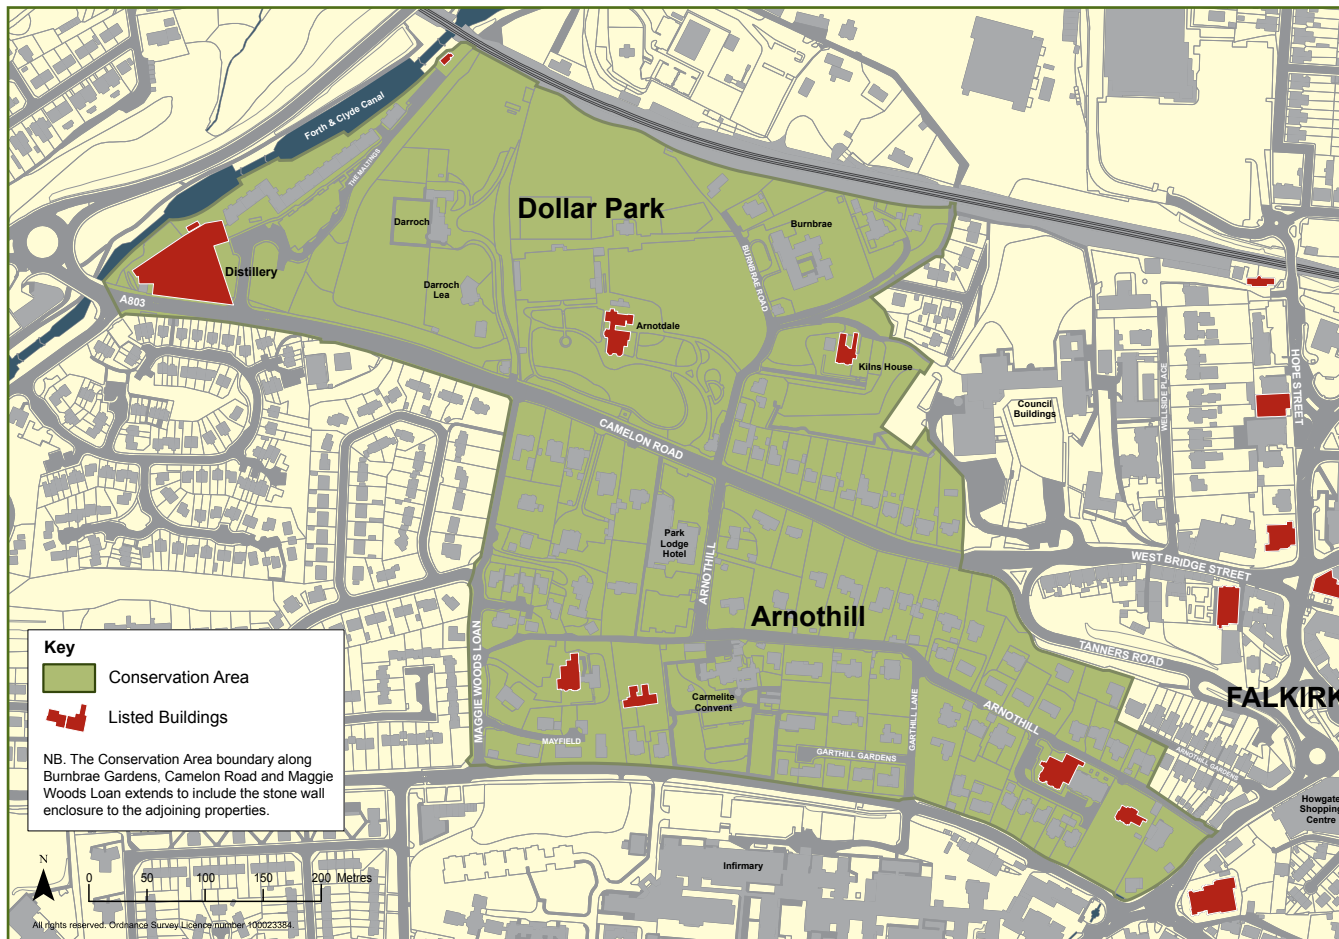 Forth & Clyde Canal
THE MALTINGS
Dollar Park
Darroch
Burnbrae
BURNBRAE ROAD
Distillery
Darroch
Lea
A803
Arnotdale
Kilns House
HOPE STREET
WELLSIDE PLACE
Council
Buildings
CAMELON ROAD
Park
Lodge
Hotel
ARNOTHILL
WEST BRIDGE STREET
Arnothill
TANNERS ROAD
MAGGIE WOODS LOAN
Carmelite
Convent
GARTHILL LANE
ARNOTHILL
FALKIRK
MAYFIELD
GARTHILL GARDENS
ARNOTHILL GARDENS
Howgate
Shopping
Centre
Infirmary
Key
Conservation Area
Listed Buildings
NB. The Conservation Area boundary along
Burnbrae Gardens, Camelon Road and Maggie
Woods Loan extends to include the stone wall
enclosure to the adjoining properties.
N
0 50 100 150 200 Metres
All rights reserved. Ordnance Survey Licence number 100023384.